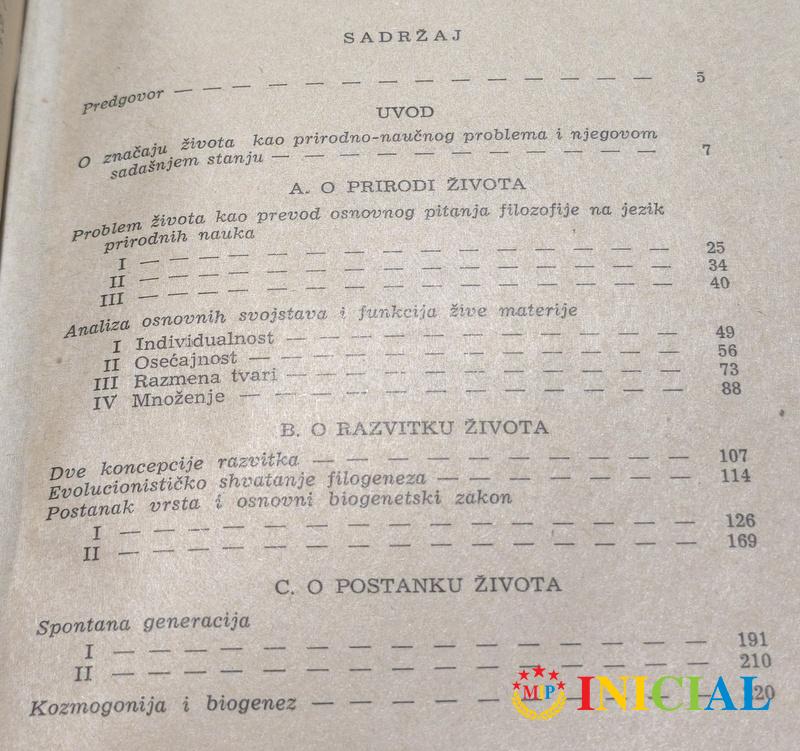 SADRŽAJ
Predgovor — — — — — — — — — — — — — 5
UVOD
O značaju života kao prirodno-naučnog problema i njegovom
sadašnjem stanju — — — — — — — — — — — 7
A. O PRIRODI ŽIVOTA
Problem života kao prevod osnovnog pitanja filozofije na jezik
prirodnih nauka
I — — — — — — — — — — — — — — 25
II — — — — — — — — — — — — — — 34
III — — — — — — — — — — — — — — 40
Analiza osnovnih svojstava i funkcija žive materije
I Individualnost — — — — — — — — — — 49
II Osećajnost — — — — — — — — — — — 56
III Razmena tvari — — — — — — — — — — 73
IV Množenje — — — — — — — — — — — 88
B. O RAZVITKU ŽIVOTA
Dve koncepcije razvitka — — — — — — — — — — 107
Evolucionističko shvatanje filogeneza — — — — — — — 114
Postanak vrsta i osnovni biogenetski zakon
I — — — — — — — — — — — — — — — 126
II — — — — — — — — — — — — — — — 169
C. O POSTANKU ŽIVOTA
Spontana generacija
I — — — — — — — — — — — — — — — 191
II — — — — — — — — — — — — — — — 210
Kozmogonija i biogenez — — — — — — — — — — 20
MIP INICIAL